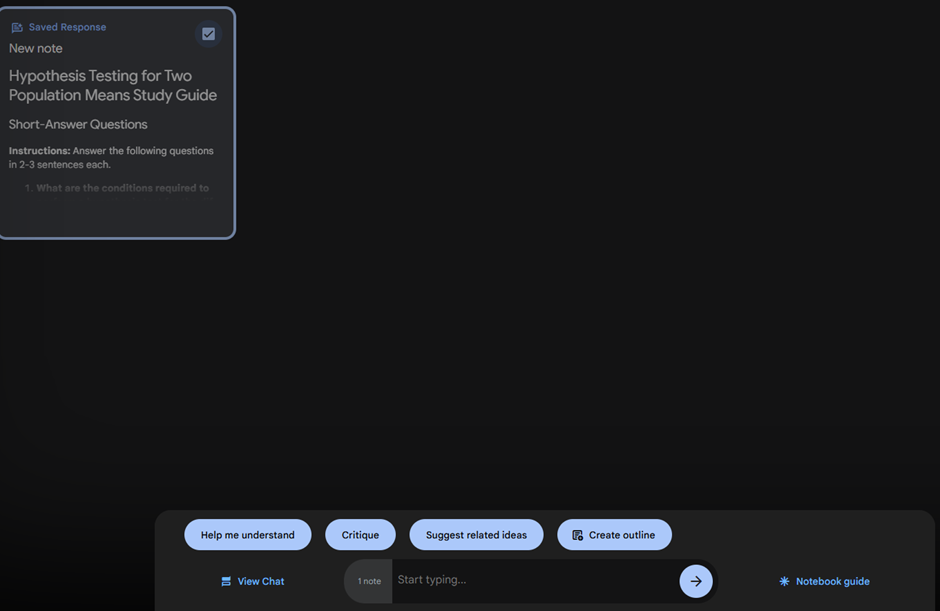 Saved Response
New note
Hypothesis Testing for Two
Population Means Study Guide
Short-Answer Questions
Instructions: Answer the following questions
in 2-3 sentences each.
1. What are the conditions required to
Help me understand
Critique
Suggest related ideas
Create outline
View Chat
1 note
Start typing...
Notebook guide